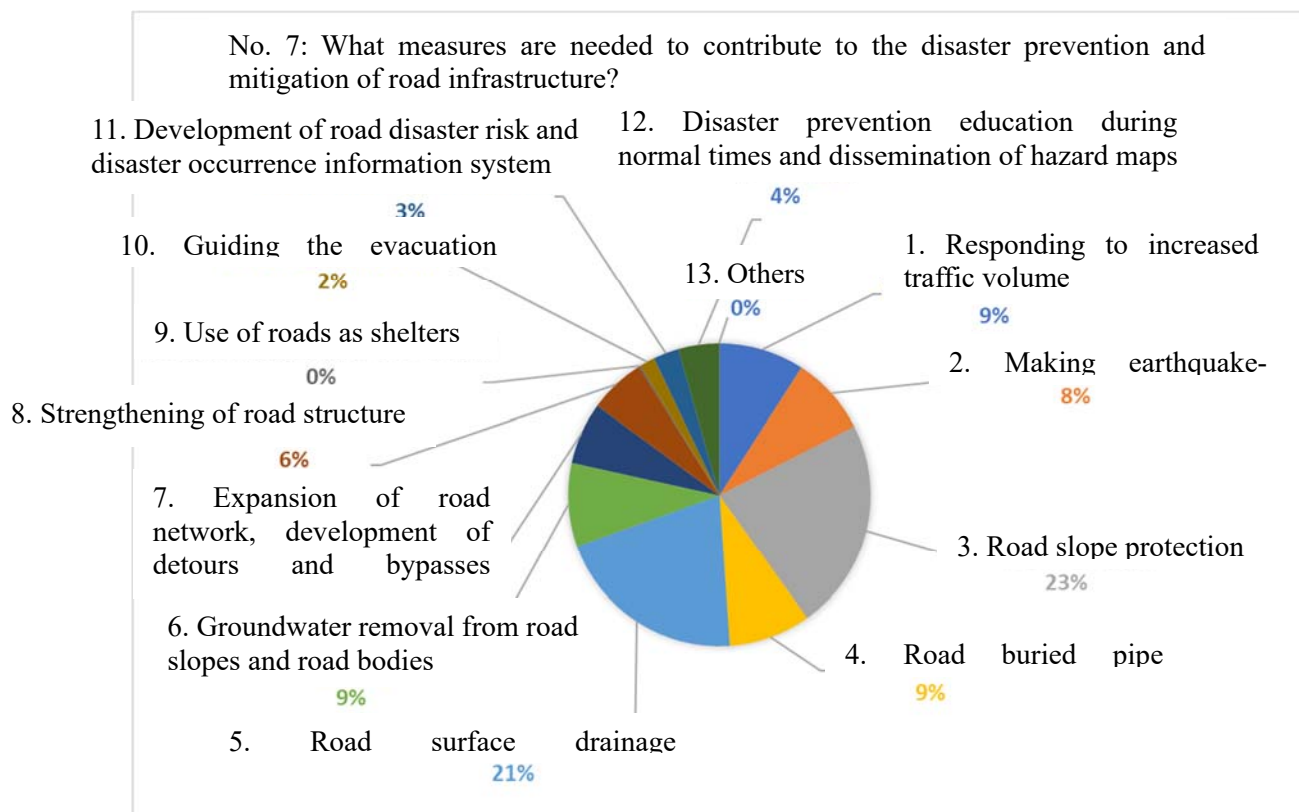 No. 7: What measures are needed to contribute to the disaster prevention and
mitigation of road infrastructure?
11. Development of road disaster risk and
disaster occurrence information system
3%
12. Disaster prevention education during
normal times and dissemination of hazard maps
4%
10. Guiding the evacuation
2%
13. Others
0%
1. Responding to increased
traffic volume
9%
9. Use of roads as shelters
0%
2. Making earthquake-
8%
8. Strengthening of road structure
6%
7. Expansion of road
network, development of
detours and bypasses
3. Road slope protection
23%
6. Groundwater removal from road
slopes and road bodies
9%
4. Road buried pipe
9%
5. Road surface drainage
21%